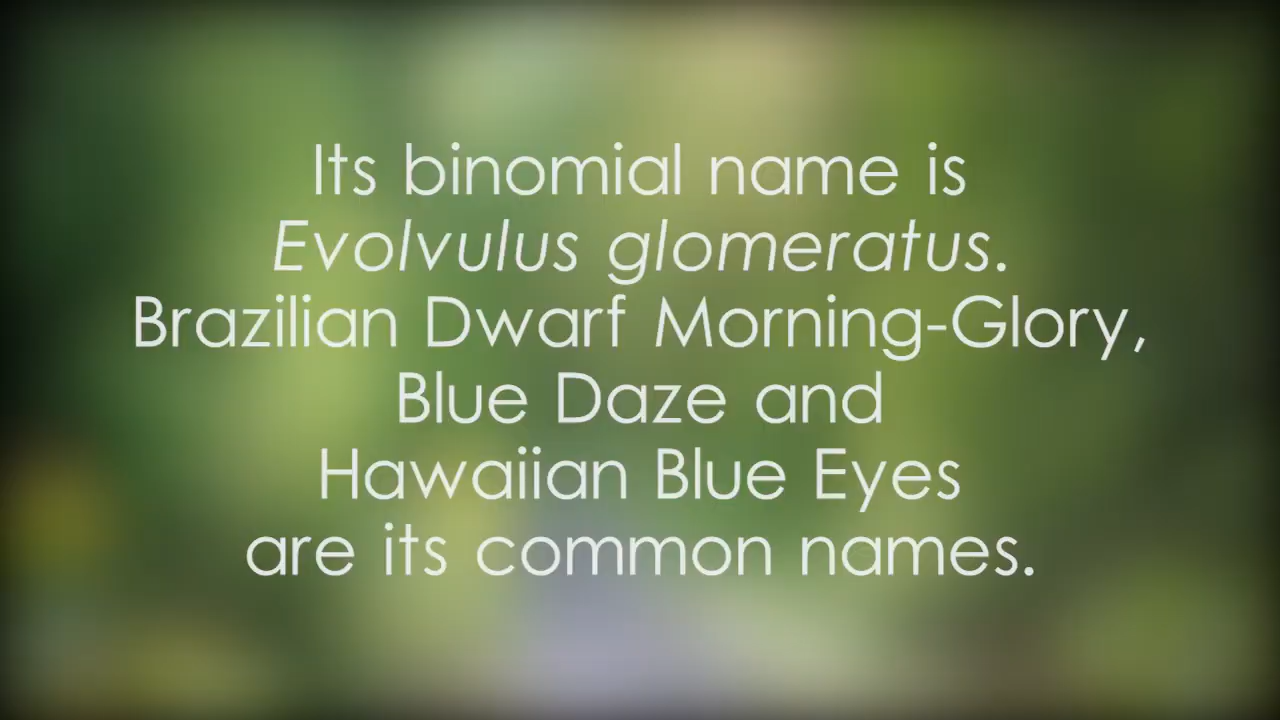 Its binomial name is
Evolvulus glomeratus.
Brazilian Dwarf Morning-Glory,
Blue Daze and
Hawaiian Blue Eyes
are its common names.